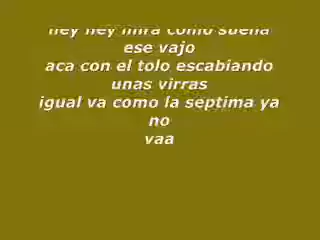 hey hey mira como suena
ese vajo
aca con el tolo escabiando
unas virras
igual va como la septima ya
no
vaa